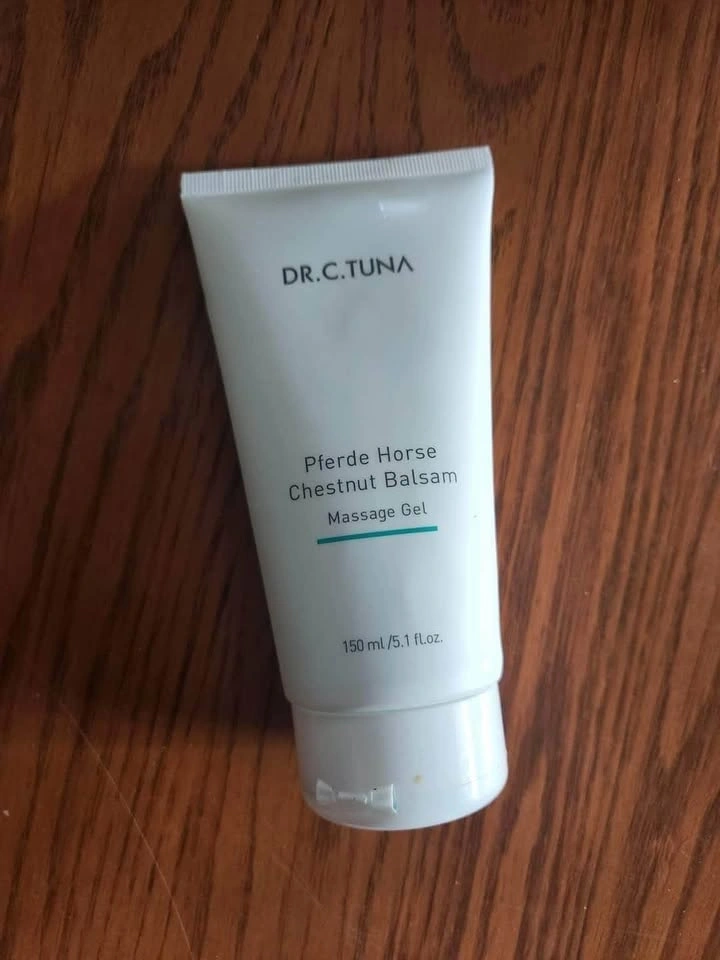 DR.C.TUNA
Pferde Horse
Chestnut Balsam
Massage Gel
150 ml/5.1 fl.oz.